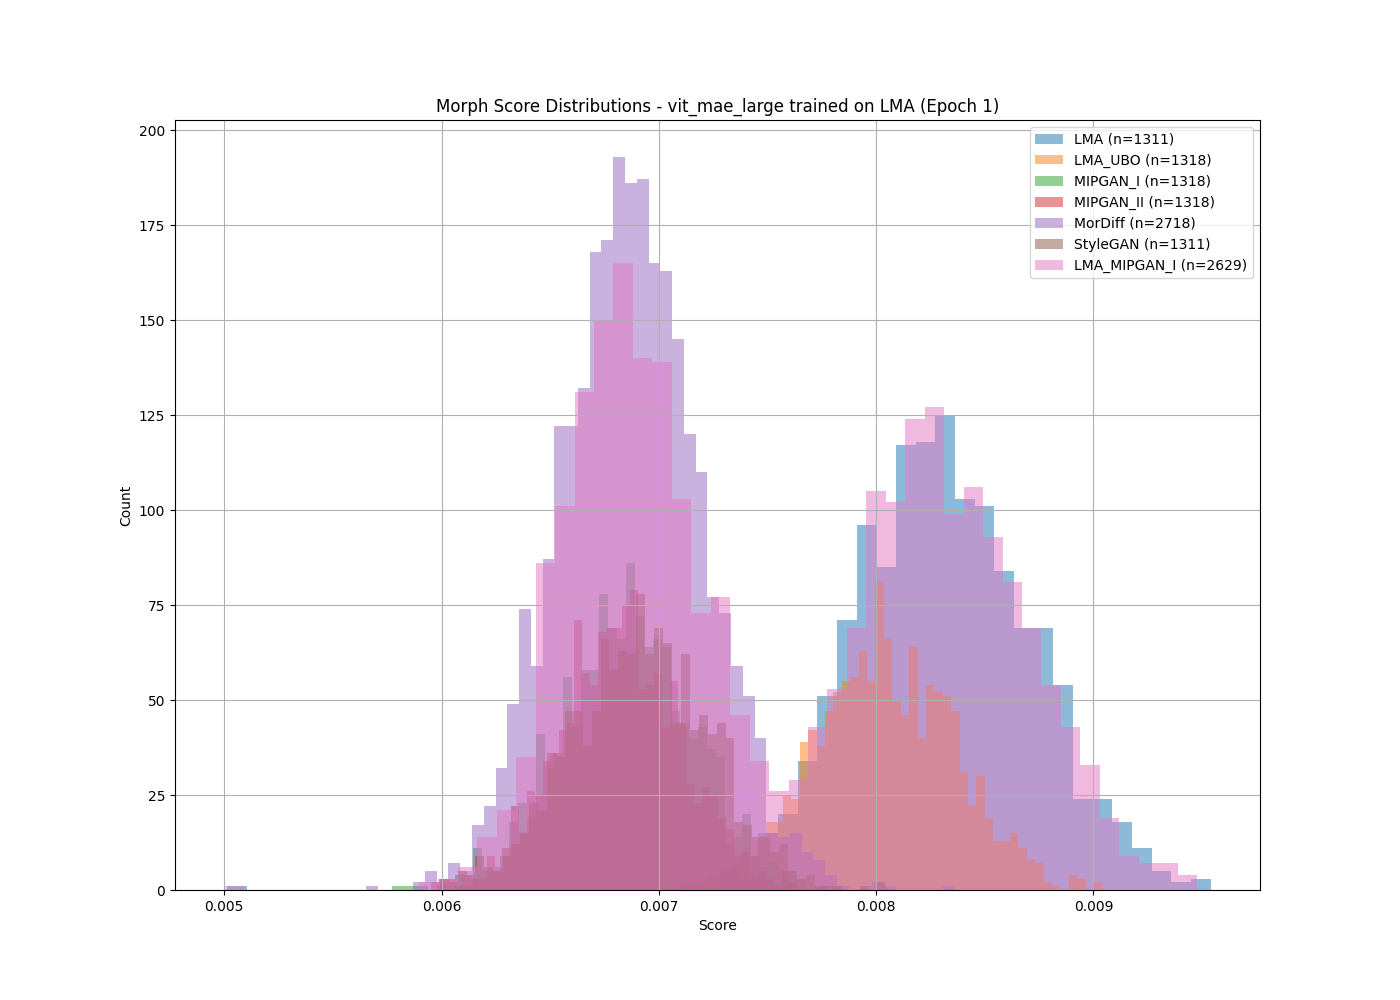 Morph Score Distributions - vit_mae_large trained on LMA (Epoch 1)
LMA (n=1311)
LMA_UBO (n=1318)
MIPGAN_I (n=1318)
MIPGAN_II (n=1318)
MorDiff (n=2718)
StyleGAN (n=1311)
LMA_MIPGAN_I (n=2629)
200
175
150
125
100
75
50
25
0
Count
0.005
0.006
0.007
0.008
0.009
Score